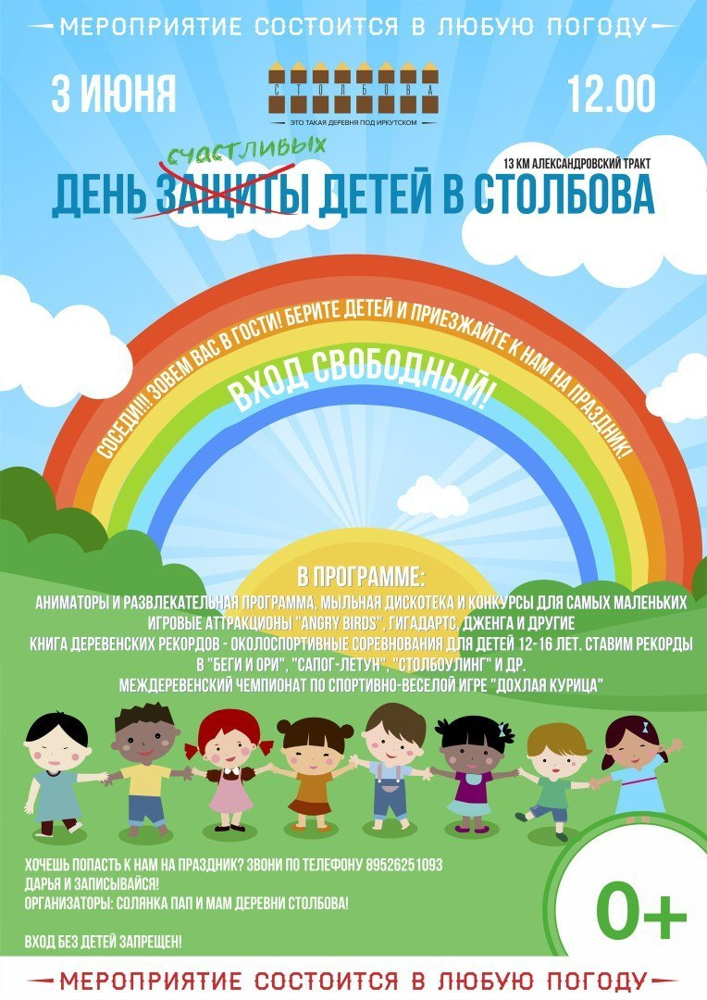 МЕРОПРИЯТИЕ СОСТОИТСЯ В ЛЮБУЮ ПОГОДУ
3 ИЮНЯ
СТОЛБОВА
ЭТО ТАКАЯ ДЕРЕВНЯ ПОД ИРКУТСКОМ
12.00
счастливых
13 КМ АЛЕКСАНДРОВСКИЙ ТРАКТ
ДЕНЬ ЗАЩИТЫ ДЕТЕЙ В СТОЛБОВА
СОСЕДИ!!! ЗОВЕМ ВАС В ГОСТИ! БЕРИТЕ ДЕТЕЙ И ПРИЕЗЖАЙТЕ К НАМ НА ПРАЗДНИК!
ВХОД СВОБОДНЫЙ!
В ПРОГРАММЕ:
АНИМАТОРЫ И РАЗВЛЕКАТЕЛЬНАЯ ПРОГРАММА, МЫЛЬНАЯ ДИСКОТЕКА И КОНКУРСЫ ДЛЯ САМЫХ МАЛЕНЬКИХ
ИГРОВЫЕ АТТРАКЦИОНЫ "ANGRY BIRDS", ГИГАДАРТС, ДЖЕНГА И ДРУГИЕ
КНИГА ДЕРЕВЕНСКИХ РЕКОРДОВ - ОКОЛОСПОРТИВНЫЕ СОРЕВНОВАНИЯ ДЛЯ ДЕТЕЙ 12-16 ЛЕТ. СТАВИМ РЕКОРДЫ
В "БЕГИ И ОРИ", "САПОГ-ЛЕТУН", "СТОЛБОУЛИНГ" И ДР.
МЕЖДЕРЕВЕНСКИЙ ЧЕМПИОНАТ ПО СПОРТИВНО-ВЕСЕЛОЙ ИГРЕ "ДОХЛАЯ КУРИЦА"
ХОЧЕШЬ ПОПАСТЬ К НАМ НА ПРАЗДНИК? ЗВОНИ ПО ТЕЛЕФОНУ 89526251093
ДАРЬЯ И ЗАПИСЫВАЙСЯ!
ОРГАНИЗАТОРЫ: СОЛЯНКА ПАП И МАМ ДЕРЕВНИ СТОЛБОВА!
ВХОД БЕЗ ДЕТЕЙ ЗАПРЕЩЕН!
0+
МЕРОПРИЯТИЕ СОСТОИТСЯ В ЛЮБУЮ ПОГОДУ